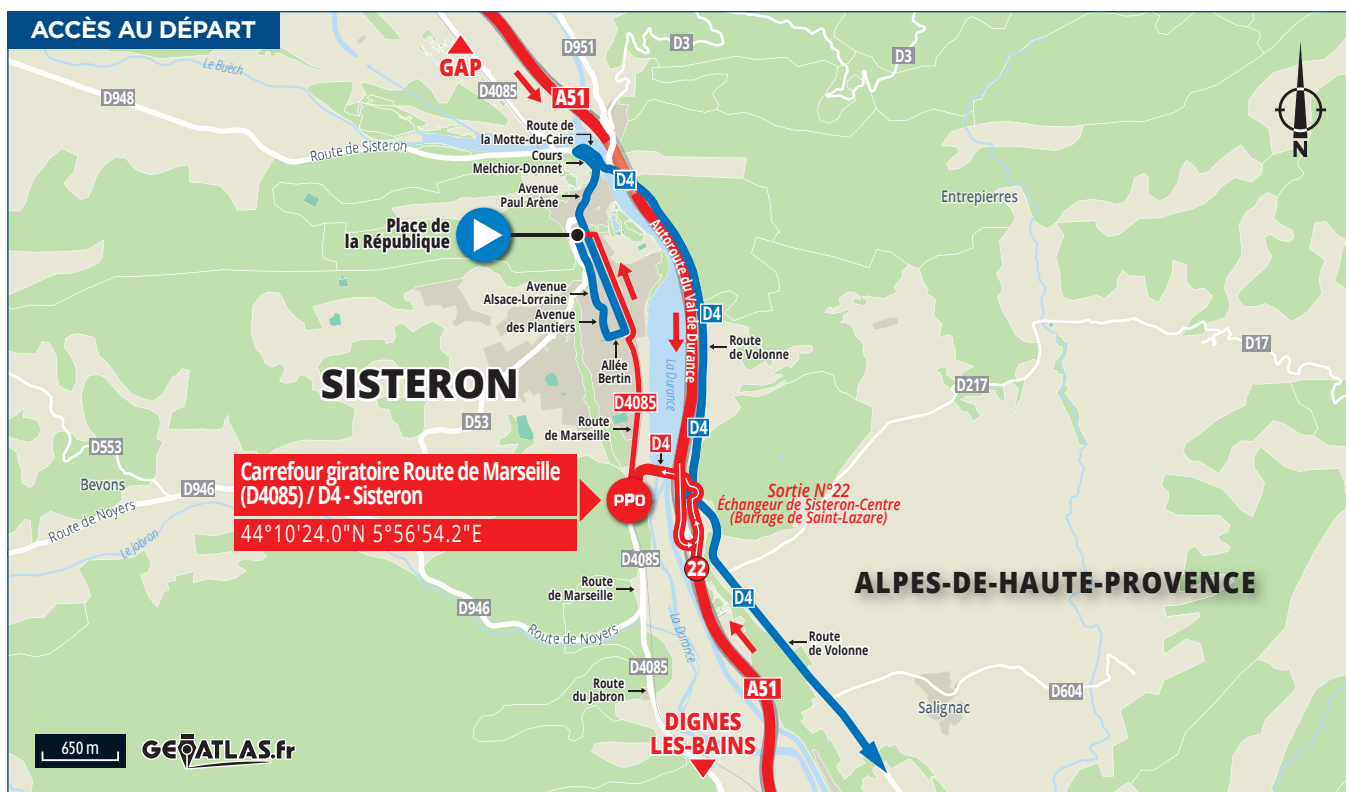 ACCÈS AU DÉPART
GAP
D951
D3
D3
Le Buëch
D4085
D948
A51
Route de
la Motte-du-Caire
Route de Sisteron
Cours
Melchior-Donnet
D4
N
Avenue
Paul Arène
Entrepierres
Place de
la République
Autoroute du Val de Durance
Avenue
Alsace-Lorraine
Avenue
des Plantiers
D4
Route
de Volonne
D17
La Durance
Allée
Bertin
SISTERON
D217
D4085
D53
Route
de Marseille
D4
D4
D553
Bevons
D946
Route de Noyers
Le Jabron
Carrefour giratoire Route de Marseille
(D4085) / D4 - Sisteron
44°10'24.0"N 5°56'54.2"E
PPO
Sortie N°22
Échangeur de Sisteron-Centre
(Barrage de Saint-Lazare)
D4085
22
Route
de Marseille
ALPES-DE-HAUTE-PROVENCE
D4
D946
Route de Noyers
La Durance
Route
de Volonne
D4085
Route
du Jabron
A51
D604
Salignac
DIGNES
LES-BAINS
650 m
GEOATLAS.fr